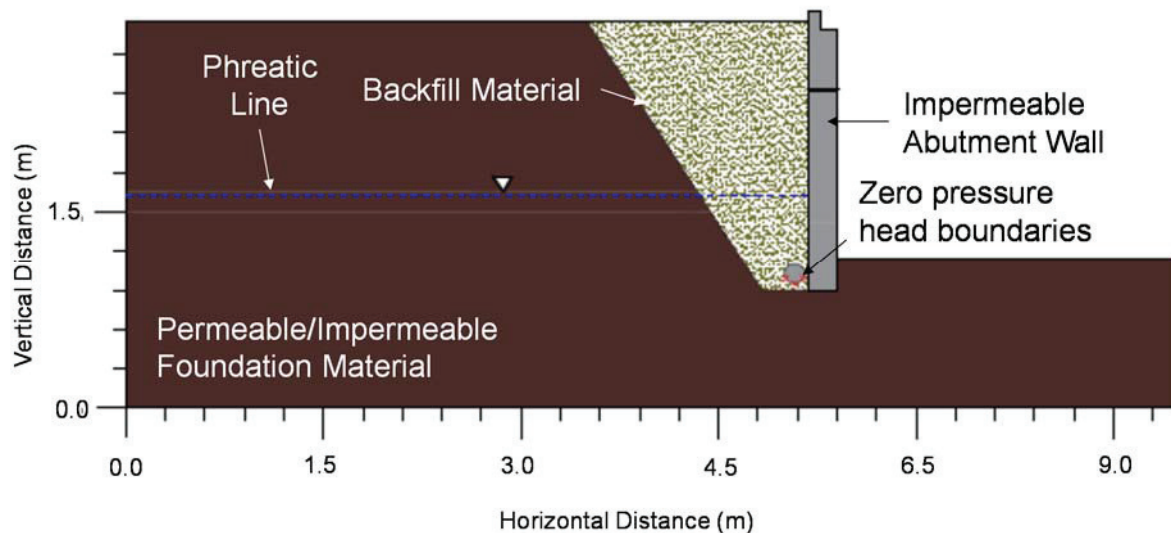 Phreatic
Line
Backfill Material
Impermeable
Abutment Wall
Zero pressure
head boundaries
Permeable/Impermeable
Foundation Material
Vertical Distance (m)
1.5
0.0
0.0
1.5
3.0
4.5
6.5
9.0
Horizontal Distance (m)